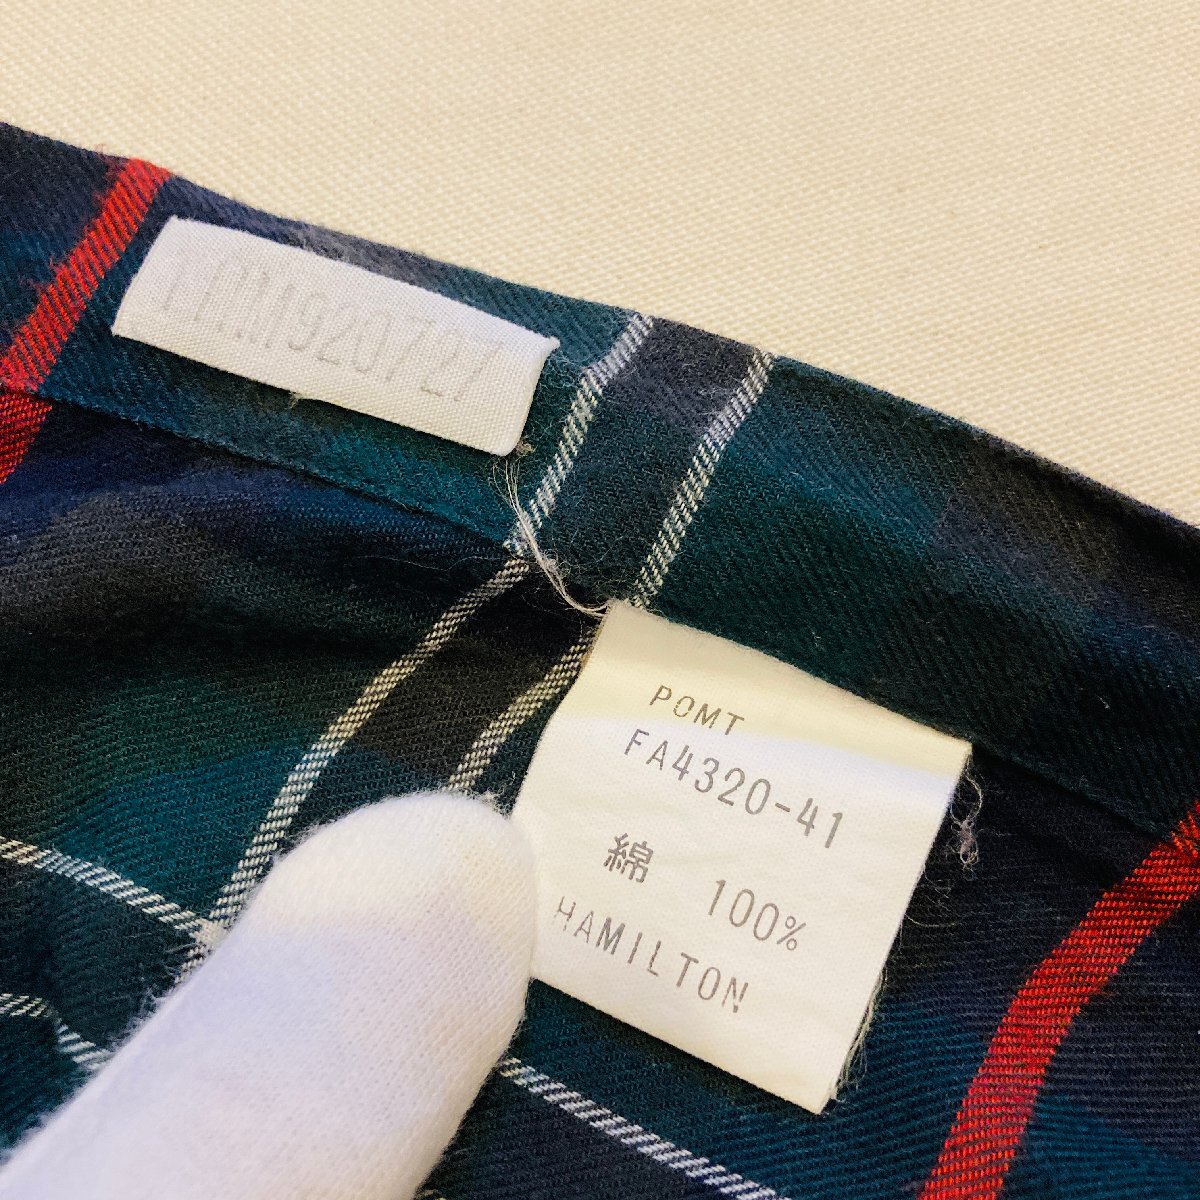 POMT
FA4320-41
綿 100%
HAMILTON